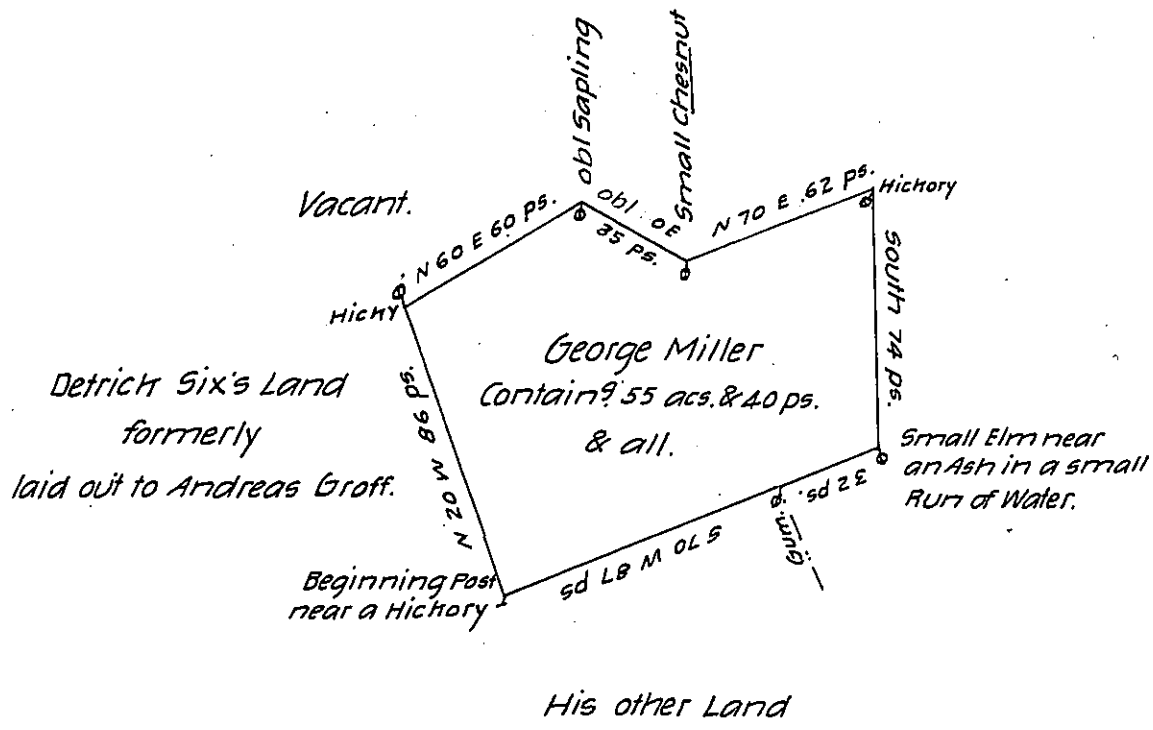 obl Sapling
Small Chesnut
Vacant.
N 60 E 60 ps.
obl: OE
35 ps.
N 70 E .62 ps.
Hickory
Hicky
South 74 ps.
George Miller
Contain'g 55 acs. & 40 ps.
& all.
Detrick Six's Land
formerly
laid out to Andreas Groff.
N 20 W 86 ps.
Small Elm near
an Ash in a small
Run of Water.
32 ps.
Gum.
S 70 W 87 ps
Beginning Post
near a Hickory
His other Land